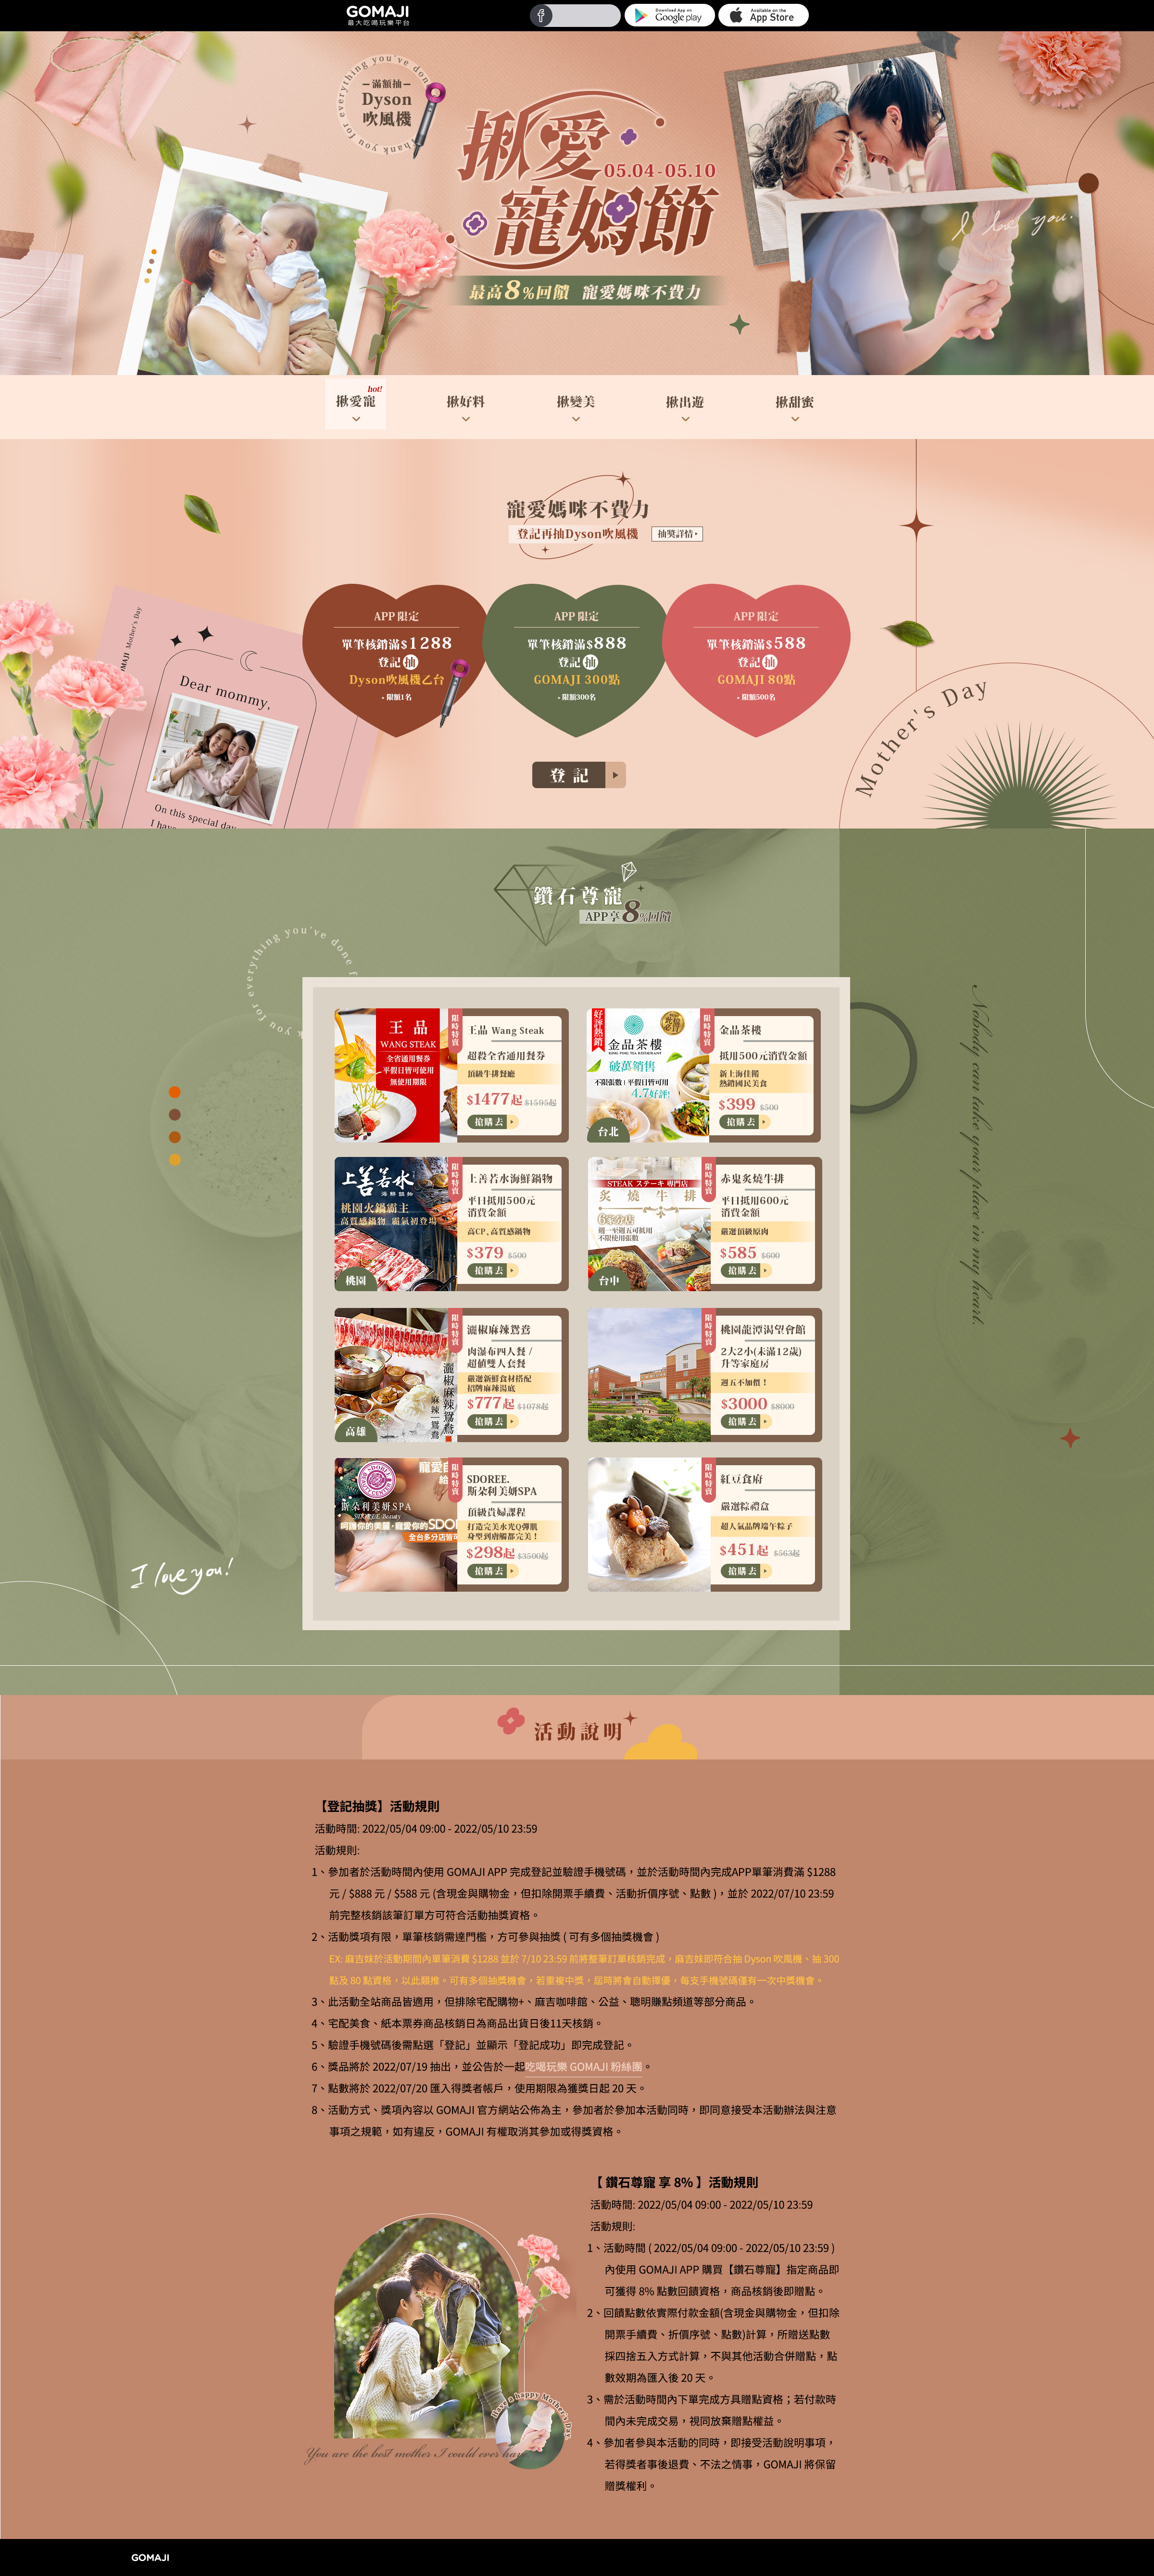 GOMAJI
最大吃喝玩樂平台
Download App on
Google play
Available on the
App Store
thank you for everything you've done
滿額抽
Dyson
吹風機
揪愛
05.04-05.10
寵媽節
最高8%回饋 寵愛媽咪不費力
I love you.
hot!
揪愛寵
揪好料
揪變美
揪出遊
揪甜蜜
寵愛媽咪不費力
登記再抽Dyson吹風機
抽獎詳情
APP 限定
單筆核銷滿$1288
登記抽
Dyson吹風機乙台
• 限額1名
APP 限定
單筆核銷滿$888
登記抽
GOMAJI 300點
• 限額300名
APP 限定
單筆核銷滿$588
登記抽
GOMAJI 80點
• 限額500名
登記
Mother's Day
Dear mommy,
On this special day
I have
Mother's Day
鑽石尊寵
APP享8%回饋
k you for everything you've done f
Nobody can take your place in my heart.
王品
WANG STEAK
全省通用餐券
平假日皆可使用
無使用期限
限時特賣
王品 Wang Steak
超殺全省通用餐券
頂級牛排餐廳
$1477起 $1595起
搶購去
好評熱銷
金品茶樓
KING-PING TEA RESTAURANT
破萬銷售
不限張數 | 平假日皆可用
4.7好評!
台北
限時特賣
金品茶樓
抵用500元消費金額
新上海佳餚
熱銷國民美食
$399 $500
搶購去
上善若水
海鮮鍋物
桃園火鍋霸主
高質感鍋物 霸氣初登場
桃園
限時特賣
上善若水海鮮鍋物
平日抵用500元
消費金額
高CP、高質感鍋物
$379 $500
搶購去
STEAK ステーキ 專門店
炙燒牛排
6家分店
週一至週五可抵用
不限使用張數
台中
限時特賣
赤鬼炙燒牛排
平日抵用600元
消費金額
嚴選頂級原肉
$585 $600
搶購去
灑椒麻辣鴛鴦
麻辣|鴛鴦
高雄
限時特賣
灑椒麻辣鴛鴦
肉瀑布四人餐 /
超值雙人套餐
嚴選新鮮食材搭配
招牌麻辣湯底
$777起 $1078起
搶購去
限時特賣
桃園龍潭渴望會館
2大2小(未滿12歲)
升等家庭房
週五不加價！
$3000 $8000
搶購去
寵愛自
給
斯朵利美妍SPA
SDOREE Beauty
呵護你的美麗·寵愛你的SDO
全台多分店皆可
限時特賣
SDOREE.
斯朵利美妍SPA
頂級貴婦課程
打造完美水光Q彈肌
身型到膚觸都完美！
$298起 $3500起
搶購去
限時特賣
紅豆食府
嚴選粽禮盒
超人氣品牌端午粽子
$451起 $563起
搶購去
I love you!
活動說明
【登記抽獎】活動規則
活動時間: 2022/05/04 09:00 - 2022/05/10 23:59
活動規則:
1、參加者於活動時間內使用 GOMAJI APP 完成登記並驗證手機號碼，並於活動時間內完成APP單筆消費滿 $1288
元 / $888 元 / $588 元 (含現金與購物金，但扣除開票手續費、活動折價序號、點數 )，並於 2022/07/10 23:59
前完整核銷該筆訂單方可符合活動抽獎資格。
2、活動獎項有限，單筆核銷需達門檻，方可參與抽獎 ( 可有多個抽獎機會 )
EX: 麻吉妹於活動期間內單筆消費 $1288 並於 7/10 23:59 前將整筆訂單核銷完成，麻吉妹即符合抽 Dyson 吹風機、抽 300
點及 80 點資格，以此類推。可有多個抽獎機會，若重複中獎，屆時將會自動擇優，每支手機號碼僅有一次中獎機會。
3、此活動全站商品皆適用，但排除宅配購物+、麻吉咖啡館、公益、聰明賺點頻道等部分商品。
4、宅配美食、紙本票券商品核銷日為商品出貨日後11天核銷。
5、驗證手機號碼後需點選「登記」並顯示「登記成功」即完成登記。
6、獎品將於 2022/07/19 抽出，並公告於一起吃喝玩樂 GOMAJI 粉絲團。
7、點數將於 2022/07/20 匯入得獎者帳戶，使用期限為獲獎日起 20 天。
8、活動方式、獎項內容以 GOMAJI 官方網站公佈為主，參加者於參加本活動同時，即同意接受本活動辦法與注意
事項之規範，如有違反，GOMAJI 有權取消其參加或得獎資格。
【 鑽石尊寵 享 8% 】活動規則
活動時間: 2022/05/04 09:00 - 2022/05/10 23:59
活動規則:
1、活動時間 ( 2022/05/04 09:00 - 2022/05/10 23:59 )
內使用 GOMAJI APP 購買【鑽石尊寵】指定商品即
可獲得 8% 點數回饋資格，商品核銷後即贈點。
2、回饋點數依實際付款金額(含現金與購物金，但扣除
開票手續費、折價序號、點數)計算，所贈送點數
採四捨五入方式計算，不與其他活動合併贈點，點
數效期為匯入後 20 天。
3、需於活動時間內下單完成方具贈點資格；若付款時
間內未完成交易，視同放棄贈點權益。
4、參加者參與本活動的同時，即接受活動說明事項，
若得獎者事後退費、不法之情事，GOMAJI 將保留
贈獎權利。
Have a happy Mother's Day
You are the best mother I could ever hav
GOMAJI